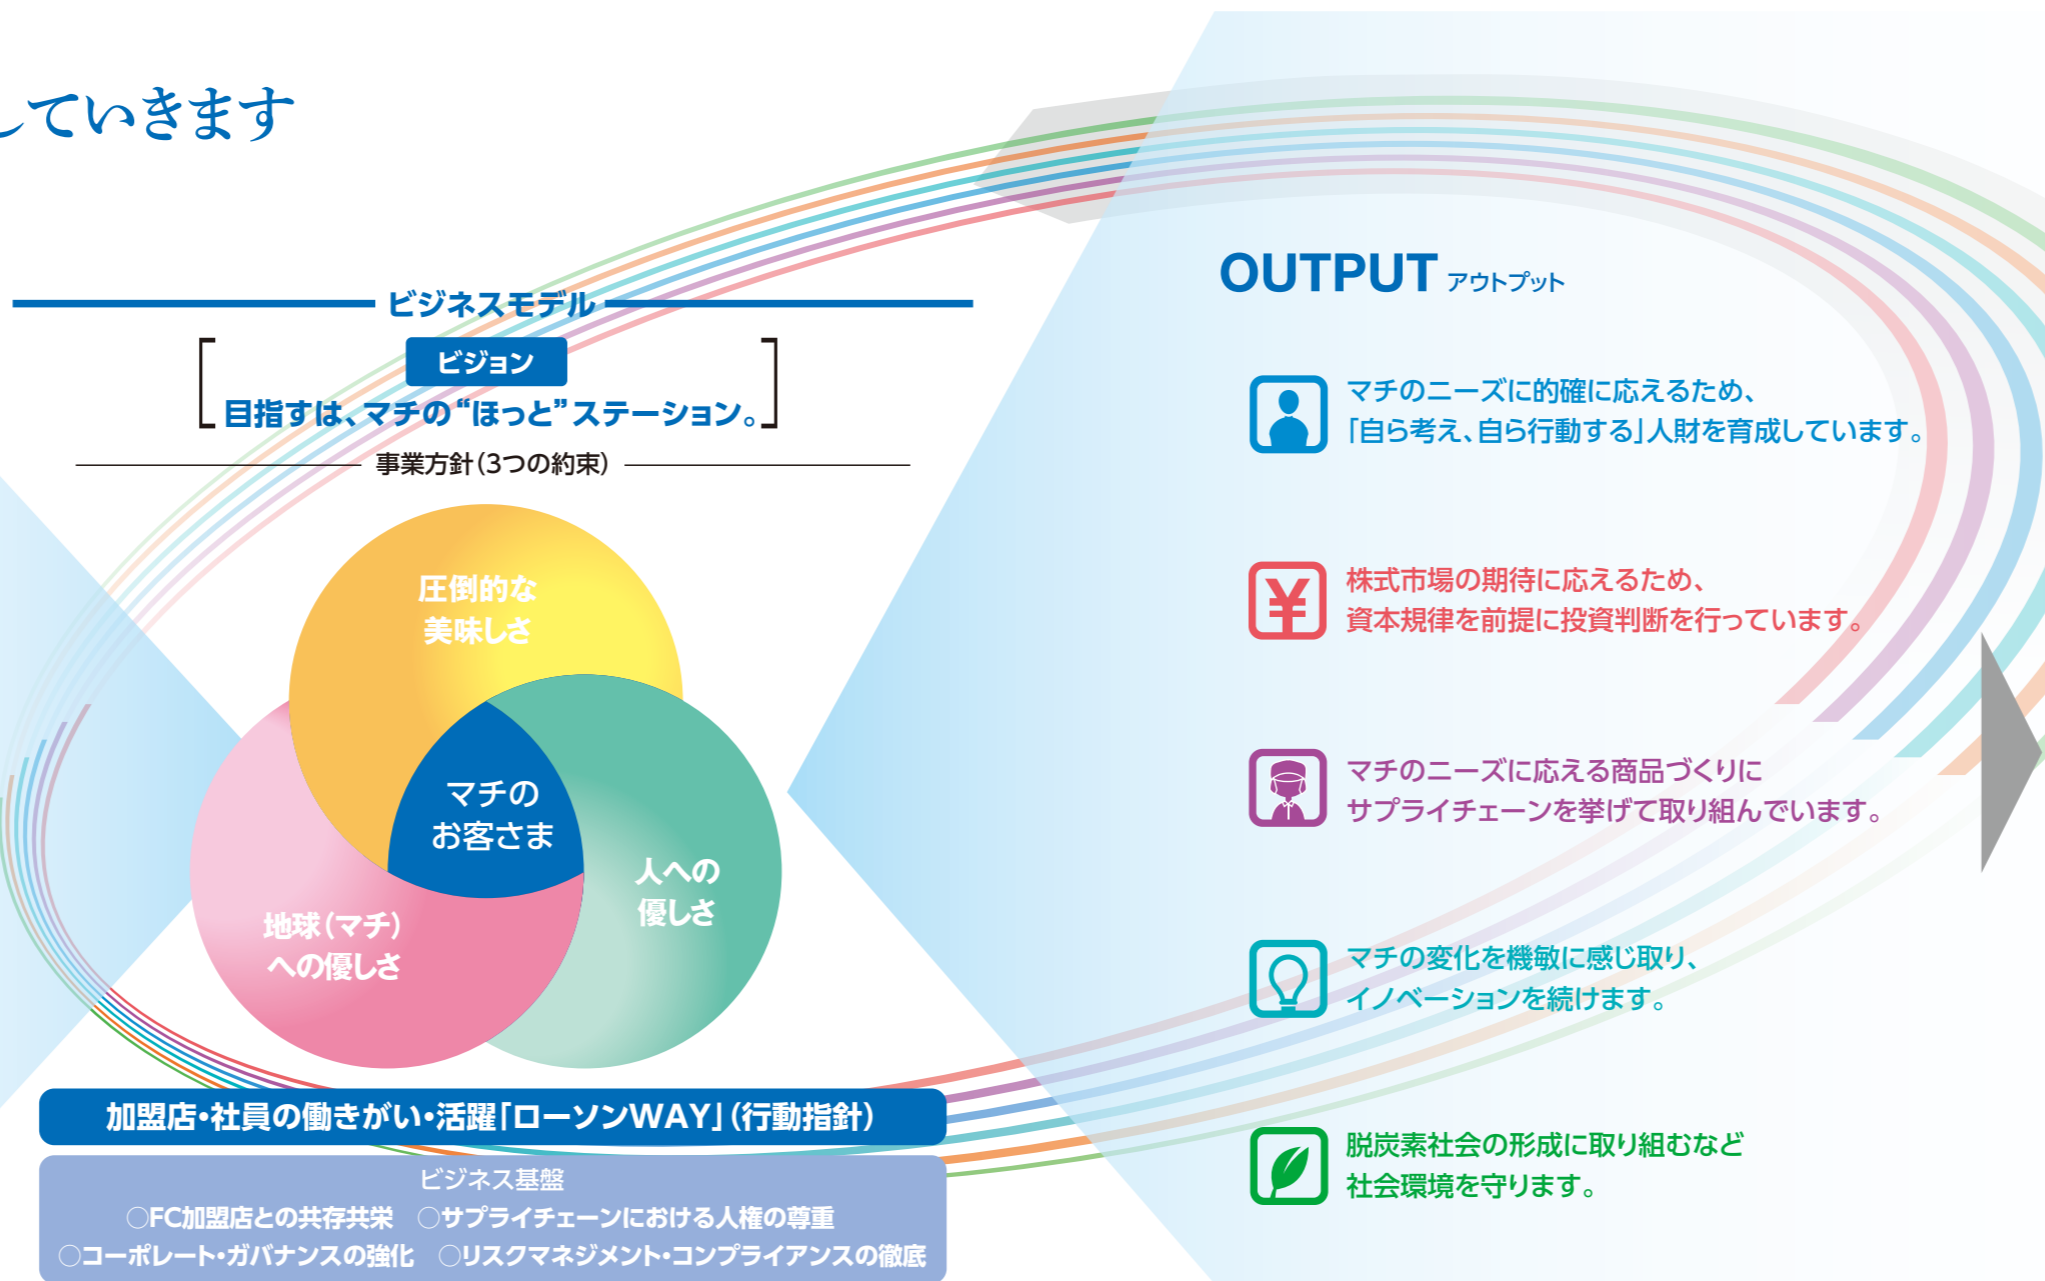 していきます
ビジネスモデル
ビジョン
目指すは、マチの“ほっと”ステーション。
事業方針(3つの約束)
圧倒的な
美味しさ
マチの
お客さま
人への
優しさ
地球(マチ)
への優しさ
加盟店・社員の働きがい・活躍「ローソンWAY」(行動指針)
ビジネス基盤
○FC加盟店との共存共栄 ○サプライチェーンにおける人権の尊重
○コーポレート・ガバナンスの強化 ○リスクマネジメント・コンプライアンスの徹底
OUTPUT アウトプット
マチのニーズに的確に応えるため、
「自ら考え、自ら行動する」人財を育成しています。
¥
株式市場の期待に応えるため、
資本規律を前提に投資判断を行っています。
マチのニーズに応える商品づくりに
サプライチェーンを挙げて取り組んでいます。
マチの変化を機敏に感じ取り、
イノベーションを続けます。
脱炭素社会の形成に取り組むなど
社会環境を守ります。